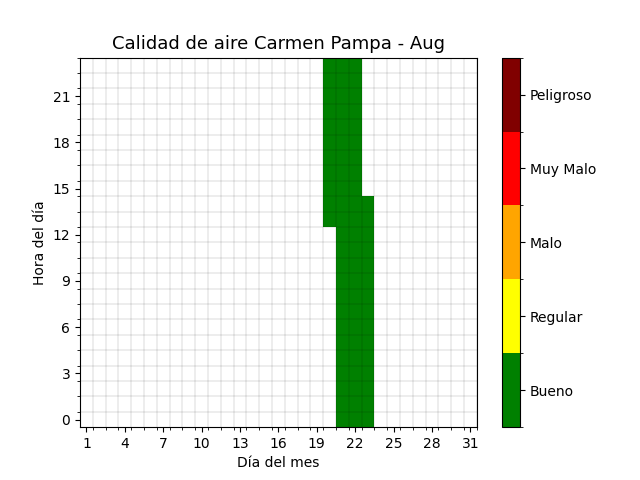 Calidad de aire Carmen Pampa - Aug
Hora del día
21
18
15
12
9
6
3
0
1 4 7 10 13 16 19 22 25 28 31
Día del mes
Peligroso
Muy Malo
Malo
Regular
Bueno